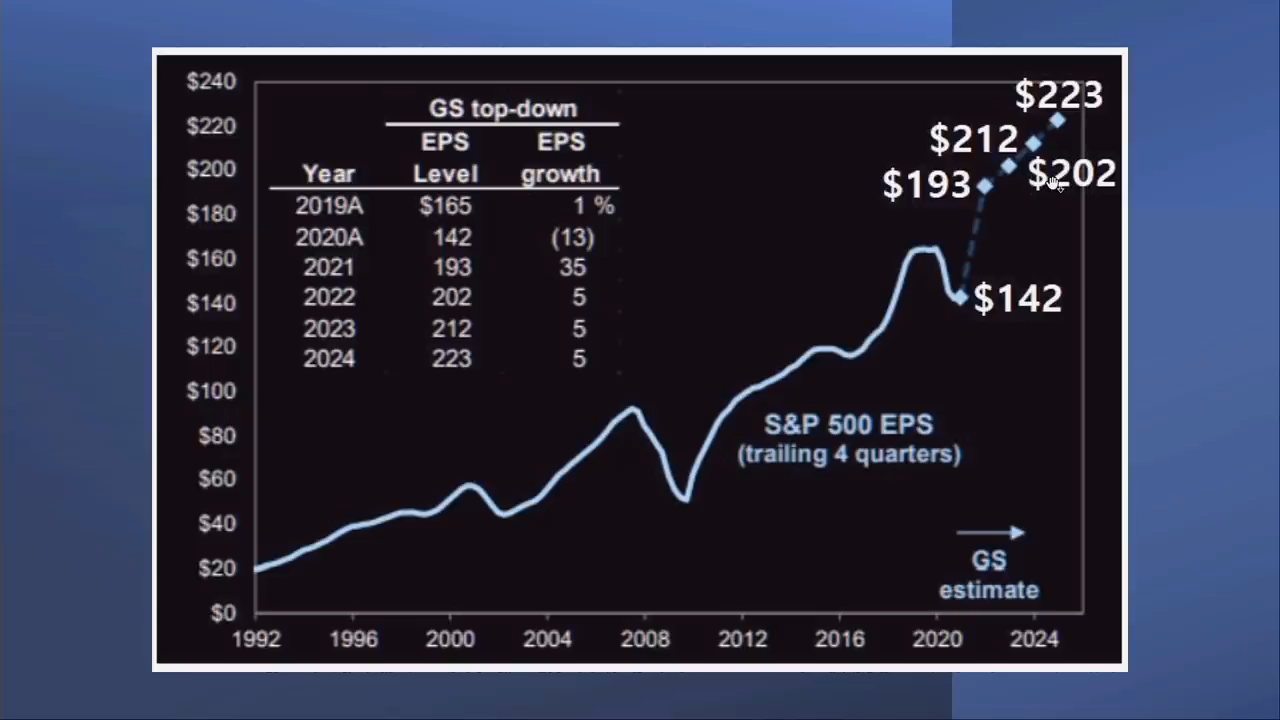 $240
$220
$200
$180
$160
$140
$120
$100
$80
$60
$40
$20
$0
1992 1996 2000 2004 2008 2012 2016 2020 2024
GS top-down
EPS EPS
Year Level growth
2019A $165 1 %
2020A 142 (13)
2021 193 35
2022 202 5
2023 212 5
2024 223 5
$223
$212
$202
$193
$142
S&P 500 EPS
(trailing 4 quarters)
GS
estimate